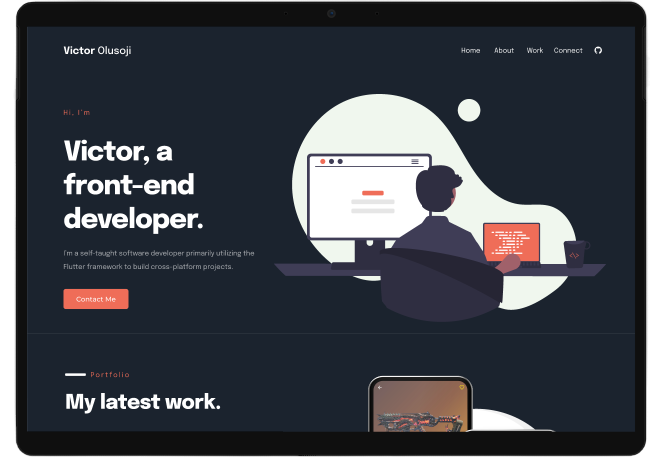 Victor Olusoji
Home About Work Connect
Hi, I'm
Victor, a
front-end
developer.
I'm a self-taught software developer primarily utilizing the
Flutter framework to build cross-platform projects.
Contact Me
</>
Portfolio
My latest work.